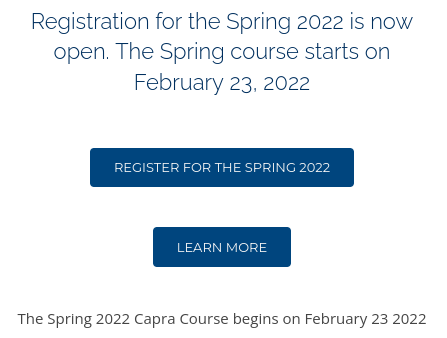 Registration for the Spring 2022 is now
open. The Spring course starts on
February 23, 2022
REGISTER FOR THE SPRING 2022
LEARN MORE
The Spring 2022 Capra Course begins on February 23 2022